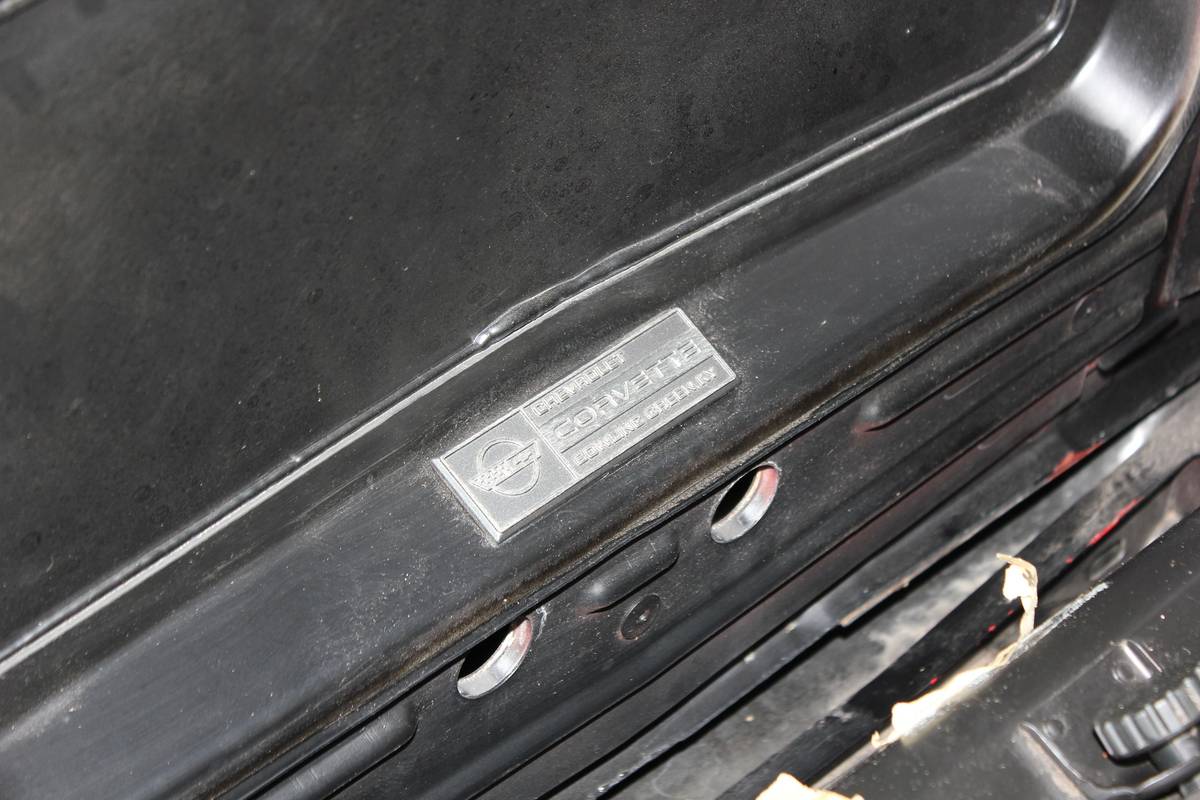 CHEVROLET
CORVETTE
BOWLING GREEN, KY